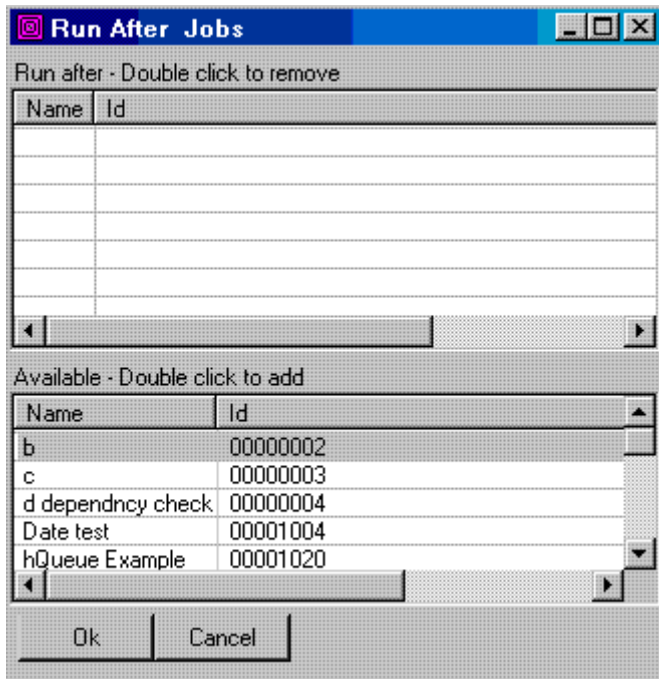 Run After Jobs
Run after - Double click to remove
Name Id
Available - Double click to add
Name Id
b 00000002
c 00000003
d dependncy check 00000004
Date test 00001004
hQueue Example 00001020
Ok Cancel